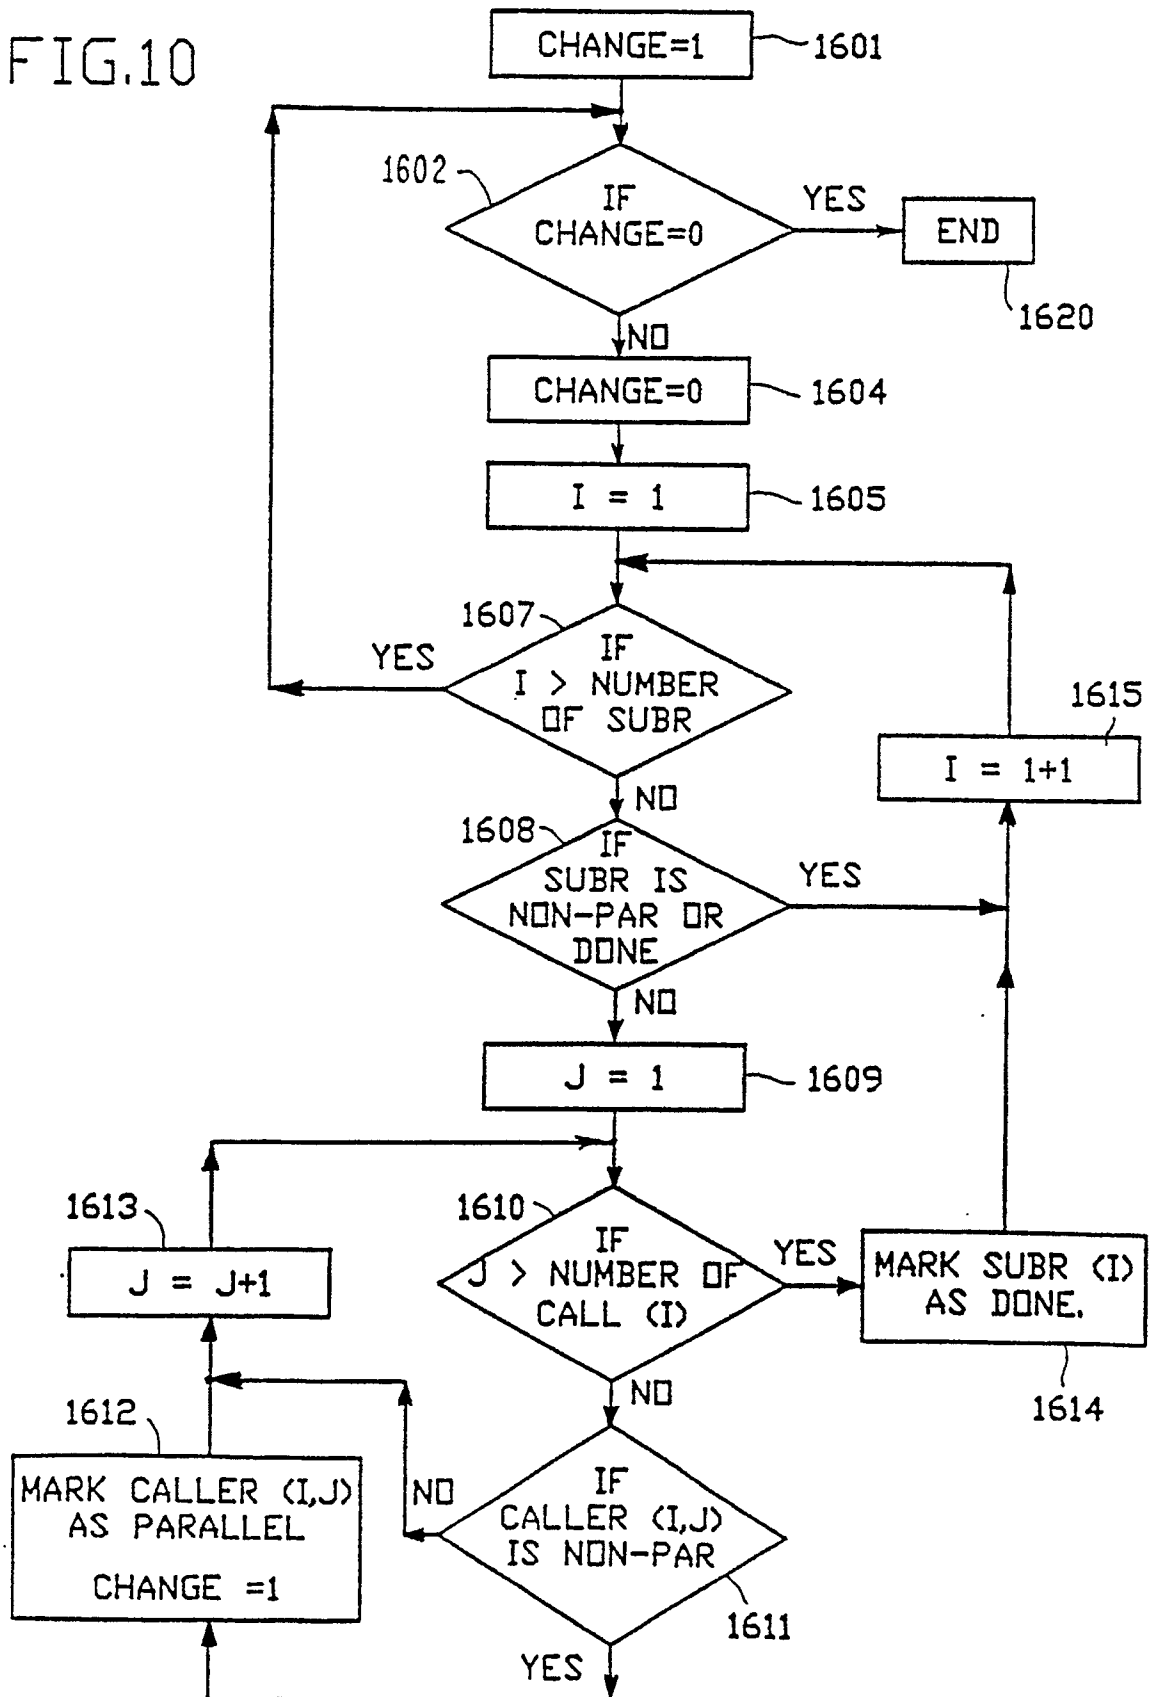 FIG.10
CHANGE=1
1601
1602
IF
CHANGE=0
YES
END
1620
NO
CHANGE=0
1604
I = 1
1605
1607
IF
I > NUMBER
OF SUBR
YES
1615
I = 1+1
NO
1608
IF
SUBR IS
NON-PAR OR
DONE
YES
NO
J = 1
1609
1613
J = J+1
1610
IF
J > NUMBER OF
CALL (I)
YES
MARK SUBR (I)
AS DONE.
1614
NO
1612
MARK CALLER (I,J)
AS PARALLEL
CHANGE =1
NO
IF
CALLER (I,J)
IS NON-PAR
1611
YES